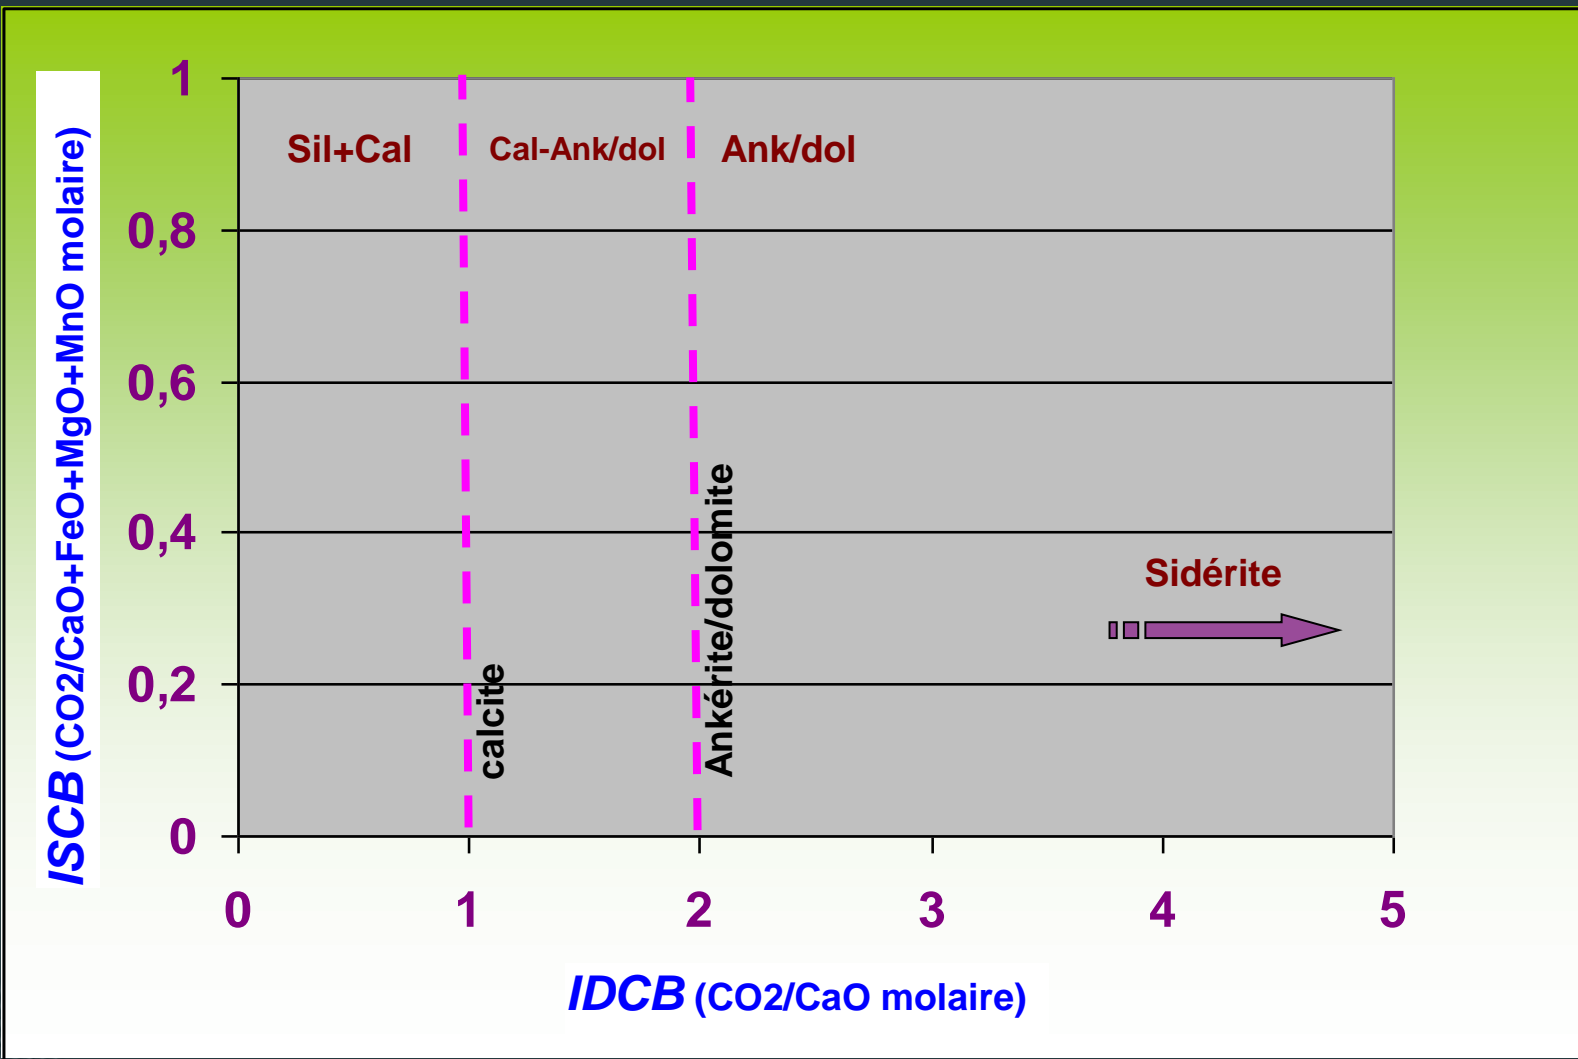 ISCB (CO2/CaO+FeO+MgO+MnO molaire)
1
0,8
0,6
0,4
0,2
0
Sil+Cal
Cal-Ank/dol
Ank/dol
calcite
Ankérite/dolomite
Sidérite
0 1 2 3 4 5
IDCB (CO2/CaO molaire)